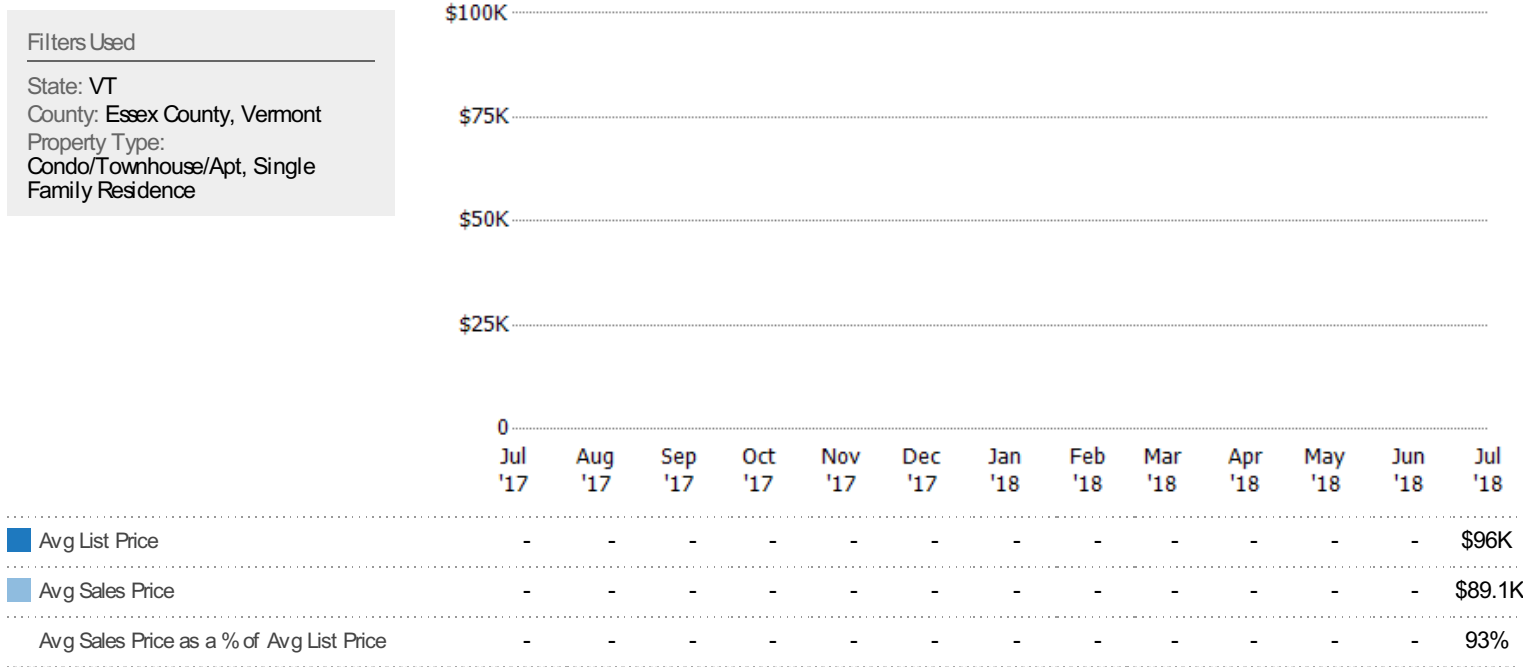 Filters Used
State: VT
County: Essex County, Vermont
Property Type:
Condo/Townhouse/Apt, Single
Family Residence
$100K
$75K
$50K
$25K
0
Jul Aug Sep Oct Nov Dec Jan Feb Mar Apr May Jun Jul
'17 '17 '17 '17 '17 '17 '18 '18 '18 '18 '18 '18 '18
Avg List Price - - - - - - - - - - - - $96K
Avg Sales Price - - - - - - - - - - - - $89.1K
Avg Sales Price as a % of Avg List Price - - - - - - - - - - - - 93%